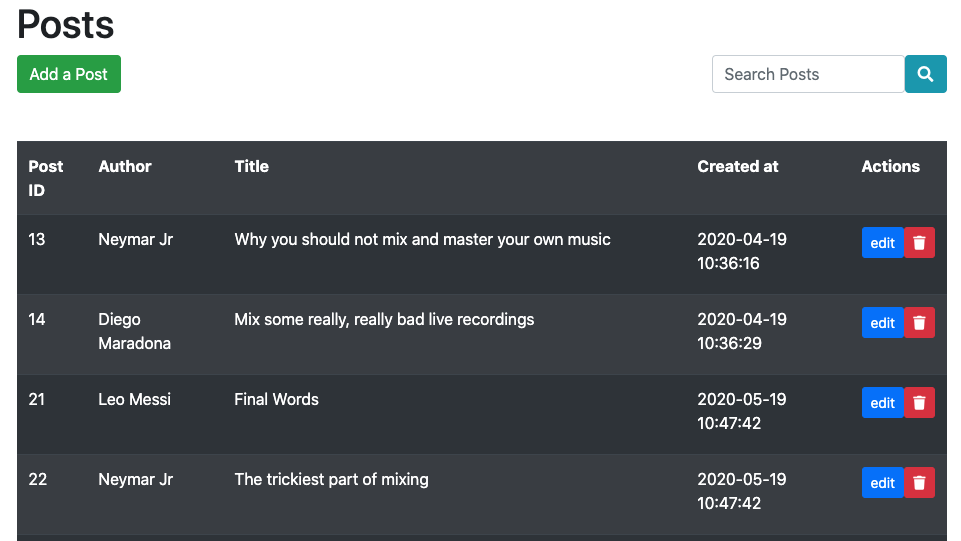 Posts
Add a Post
Search Posts
Post ID Author Title Created at Actions
13 Neymar Jr Why you should not mix and master your own music 2020-04-19 10:36:16 edit
14 Diego Maradona Mix some really, really bad live recordings 2020-04-19 10:36:29 edit
21 Leo Messi Final Words 2020-05-19 10:47:42 edit
22 Neymar Jr The trickiest part of mixing 2020-05-19 10:47:42 edit